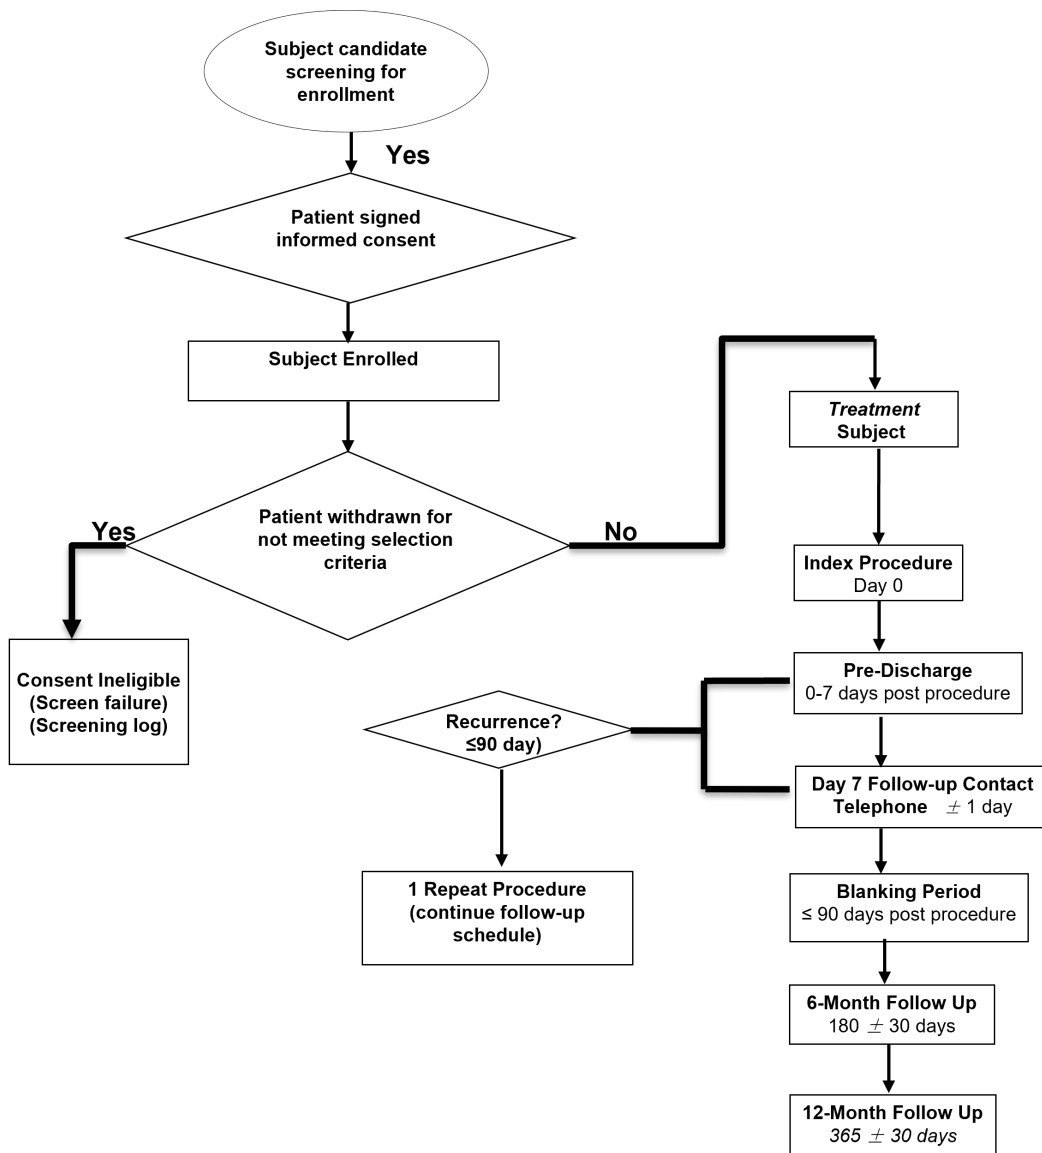 Subject candidate
screening for
enrollment
Yes
Patient signed
informed consent
Subject Enrolled
Patient withdrawn for
not meeting selection
criteria
Yes
No
Consent Ineligible
(Screen failure)
(Screening log)
Treatment
Subject
Index Procedure
Day 0
Pre-Discharge
0-7 days post procedure
Recurrence?
≤90 day)
Day 7 Follow-up Contact
Telephone ± 1 day
1 Repeat Procedure
(continue follow-up
schedule)
Blanking Period
≤ 90 days post procedure
6-Month Follow Up
180 ± 30 days
12-Month Follow Up
365 ± 30 days